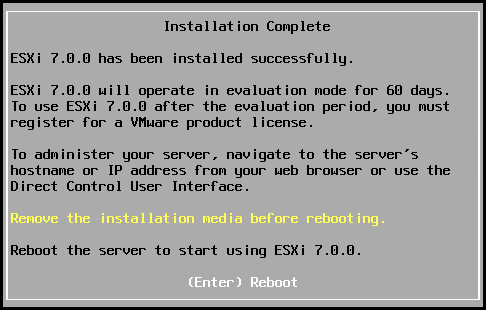 Installation Complete
ESXi 7.0.0 has been installed successfully.
ESXi 7.0.0 will operate in evaluation mode for 60 days.
To use ESXi 7.0.0 after the evaluation period, you must
register for a VMware product license.
To administer your server, navigate to the server's
hostname or IP address from your web browser or use the
Direct Control User Interface.
Remove the installation media before rebooting.
Reboot the server to start using ESXi 7.0.0.
(Enter) Reboot